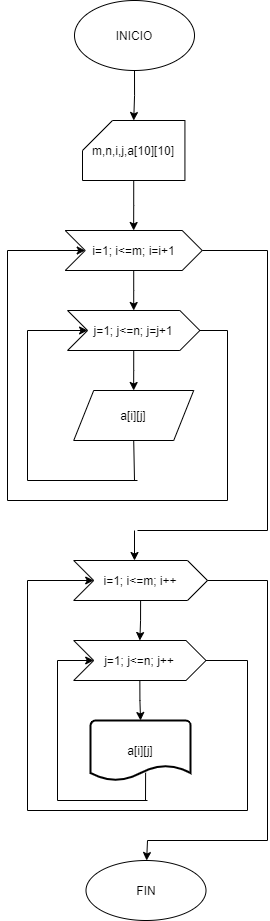 INICIO
m,n,i,j,a[10][10]
i=1; i<=m; i=i+1
j=1; j<=n; j=j+1
a[i][j]
i=1; i<=m; i++
j=1; j<=n; j++
a[i][j]
FIN